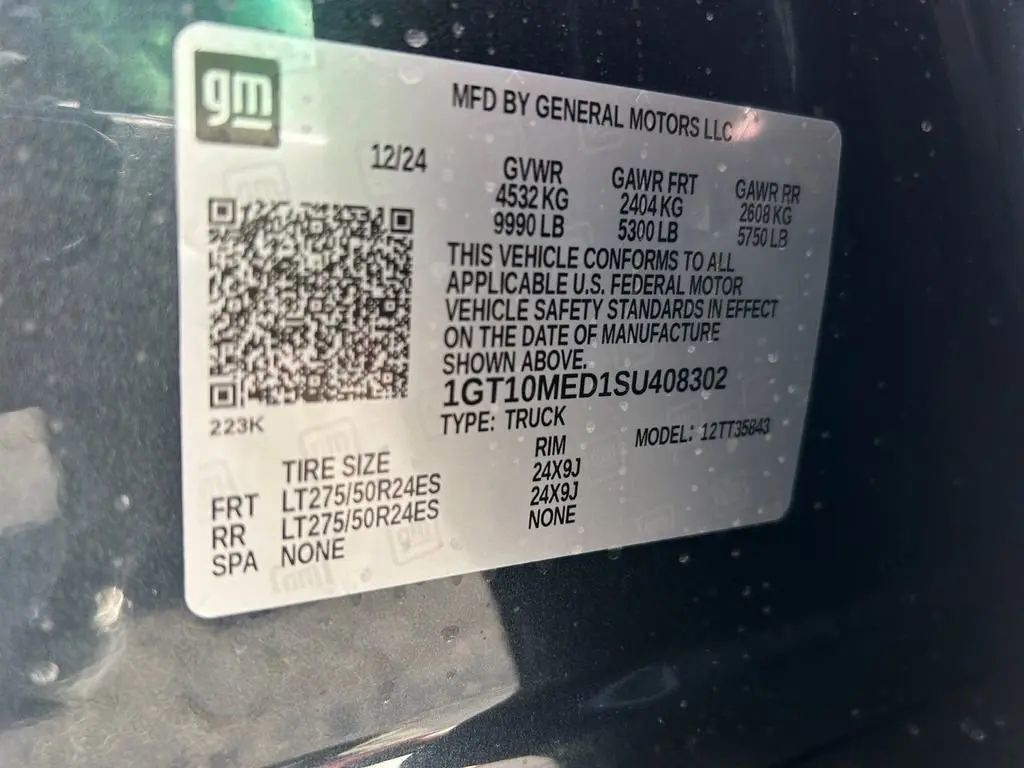 gm
MFD BY GENERAL MOTORS LLC
12/24
GVWR GAWR FRT GAWR RR
4532 KG 2404 KG 2608 KG
9990 LB 5300 LB 5750 LB
THIS VEHICLE CONFORMS TO ALL
APPLICABLE U.S. FEDERAL MOTOR
VEHICLE SAFETY STANDARDS IN EFFECT
ON THE DATE OF MANUFACTURE
SHOWN ABOVE.
1GT10MED1SU408302
223K
TYPE: TRUCK MODEL: 12TT35843
TIRE SIZE RIM
FRT LT275/50R24ES 24X9J
RR LT275/50R24ES 24X9J
SPA NONE NONE